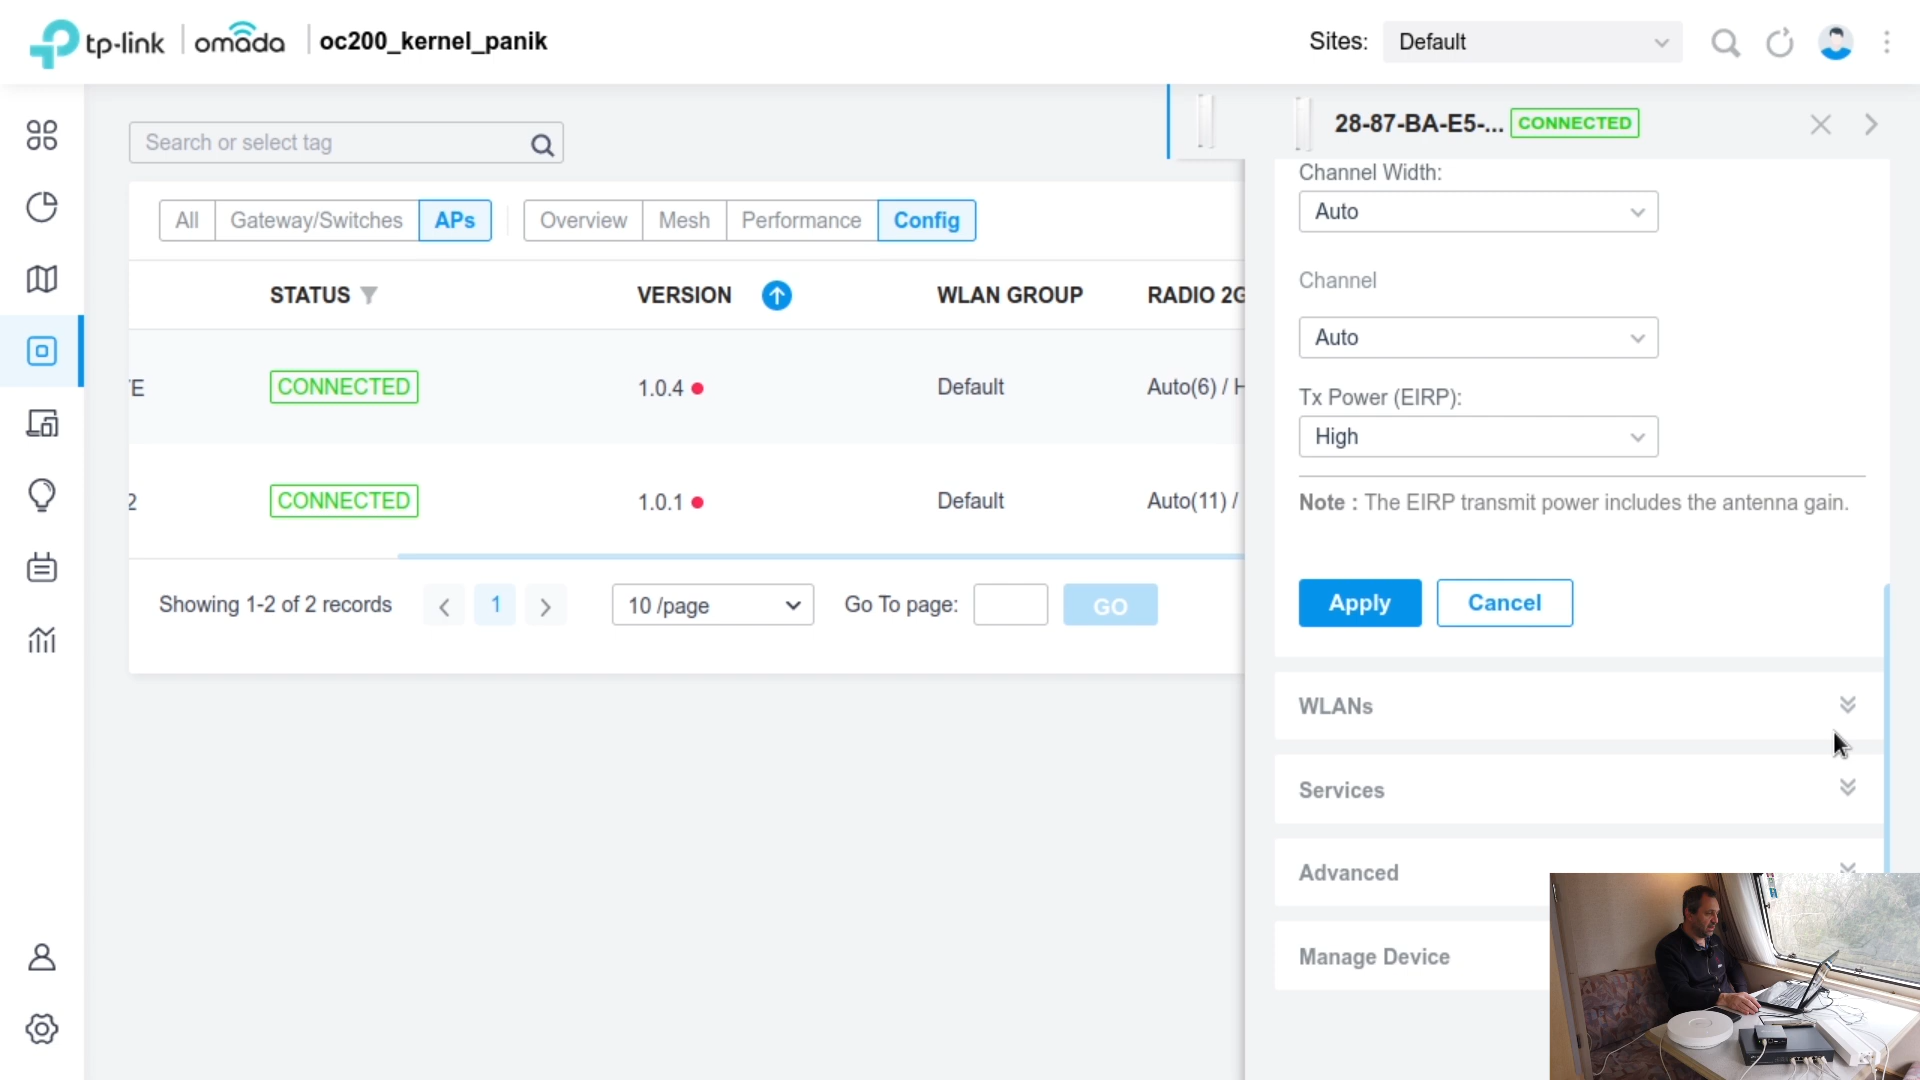 tp-link omada oc200_kernel_panik
Sites: Default
28-87-BA-E5-... CONNECTED
Search or select tag
All Gateway/Switches APs Overview Mesh Performance Config
STATUS VERSION WLAN GROUP RADIO 2G
E CONNECTED 1.0.4 Default Auto(6) / H
2 CONNECTED 1.0.1 Default Auto(11) /
Showing 1-2 of 2 records 1 10 /page Go To page: GO
Channel Width:
Auto
Channel
Auto
Tx Power (EIRP):
High
Note : The EIRP transmit power includes the antenna gain.
Apply Cancel
WLANs
Services
Advanced
Manage Device